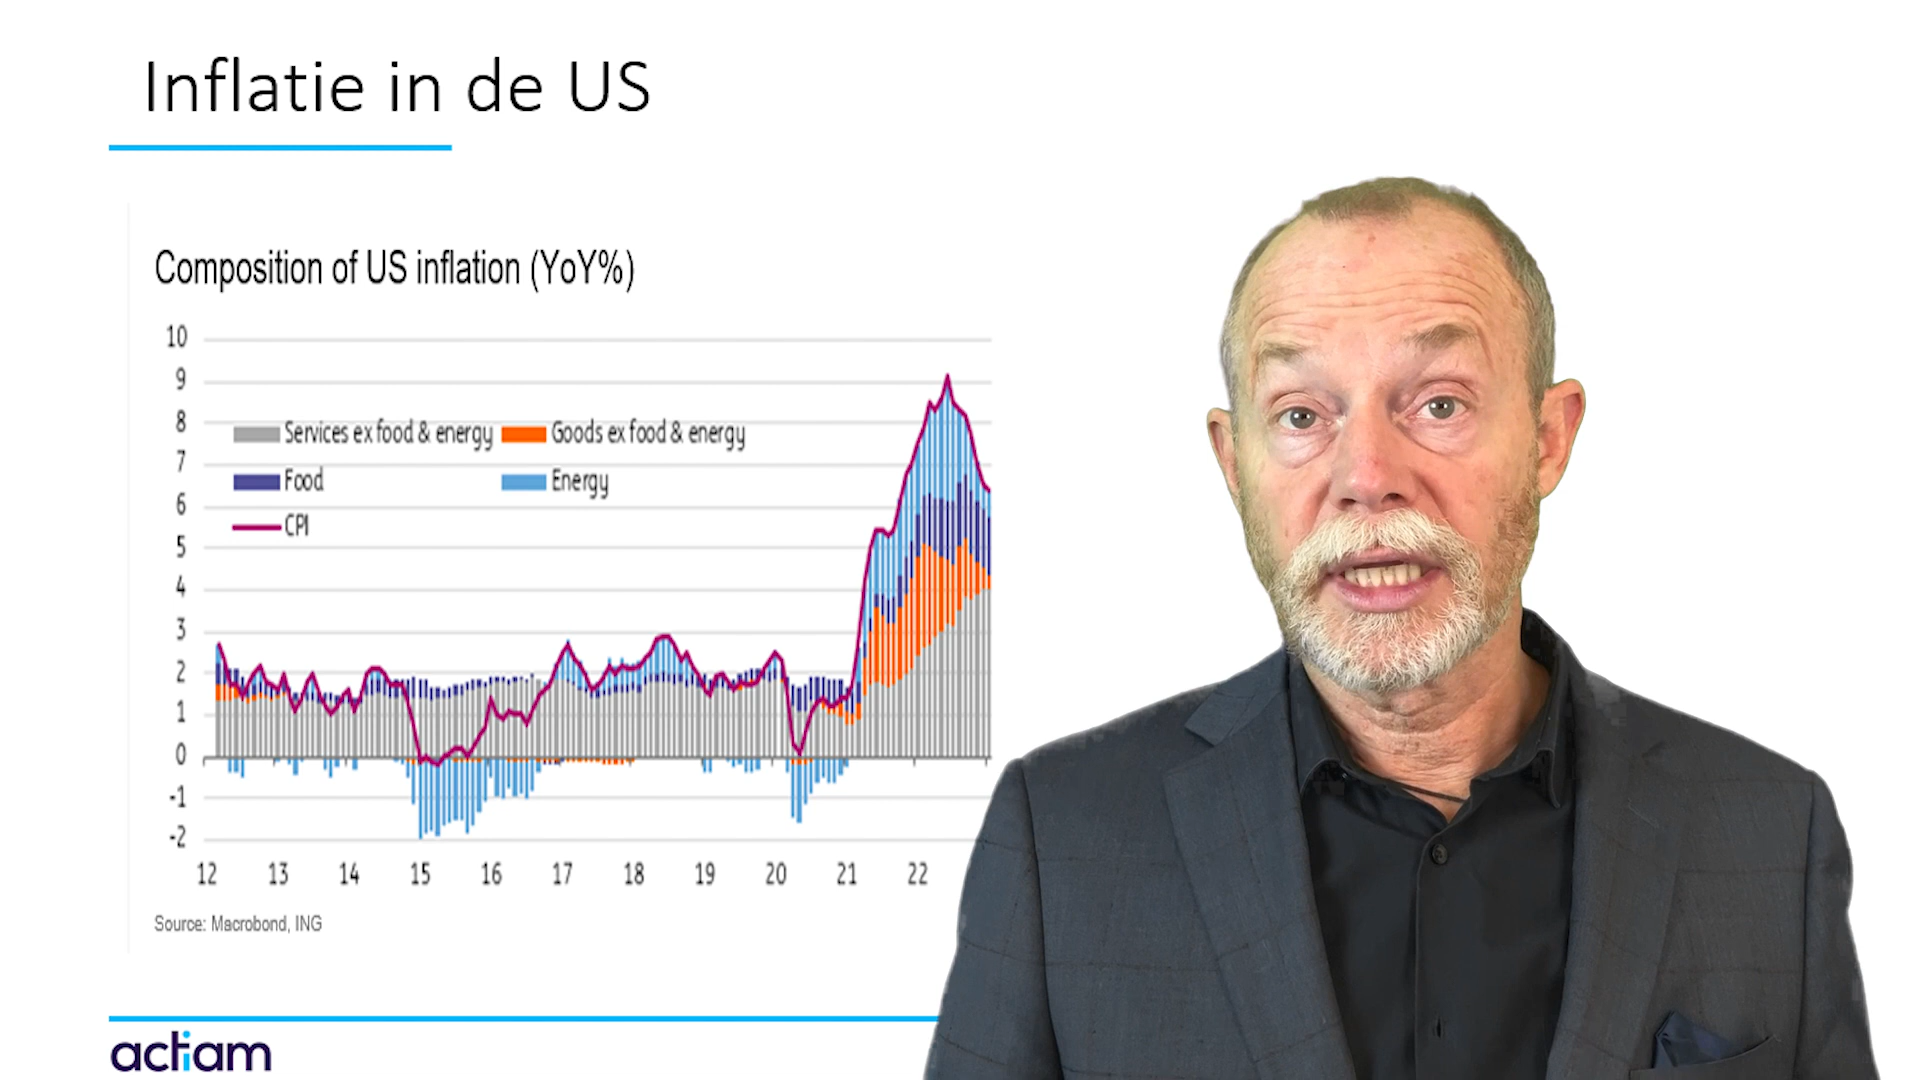 Inflatie in de US
Composition of US inflation (YoY%)
10
9
8
7
6
5
4
3
2
1
0
-1
-2
Services ex food & energy
Goods ex food & energy
Food
Energy
CPI
12 13 14 15 16 17 18 19 20 21 22
Source: Macrobond, ING
actiam